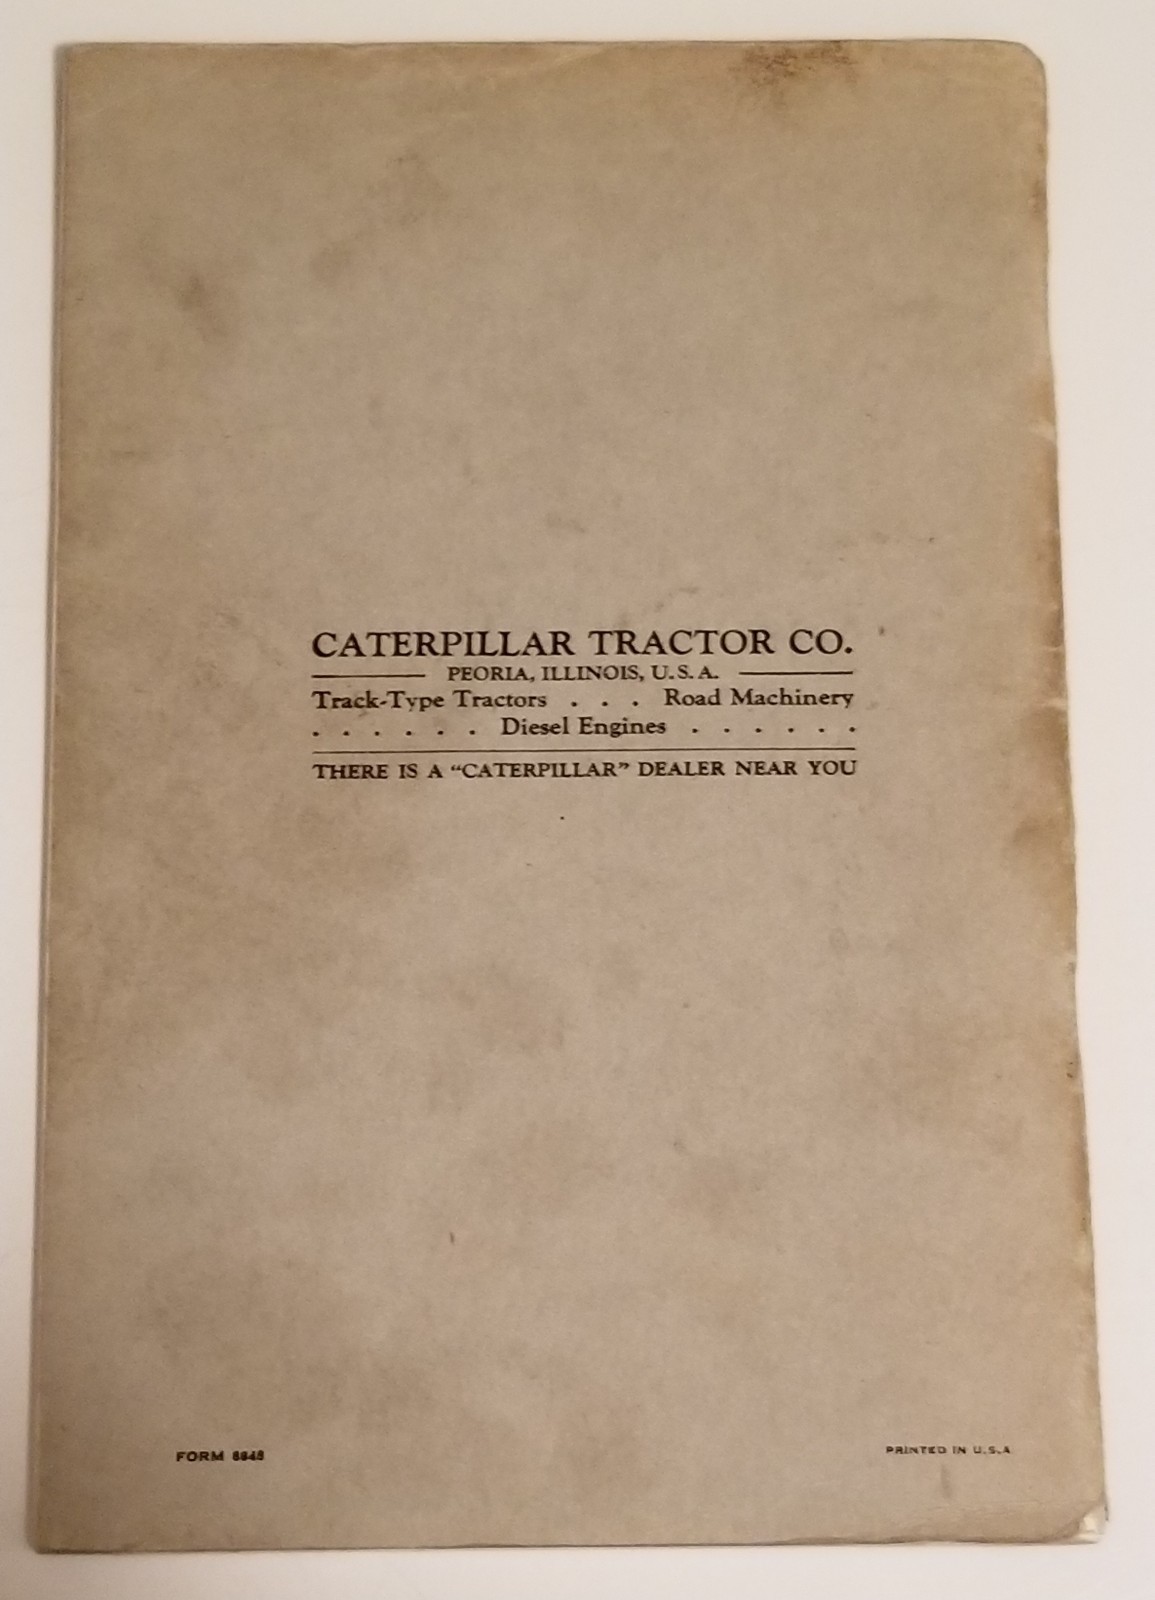 CATERPILLAR TRACTOR CO.
PEORIA, ILLINOIS, U.S.A.
Track-Type Tractors . . . Road Machinery
. . . . . . Diesel Engines . . . . . .
THERE IS A “CATERPILLAR” DEALER NEAR YOU
FORM
PRINTED IN U.S.A